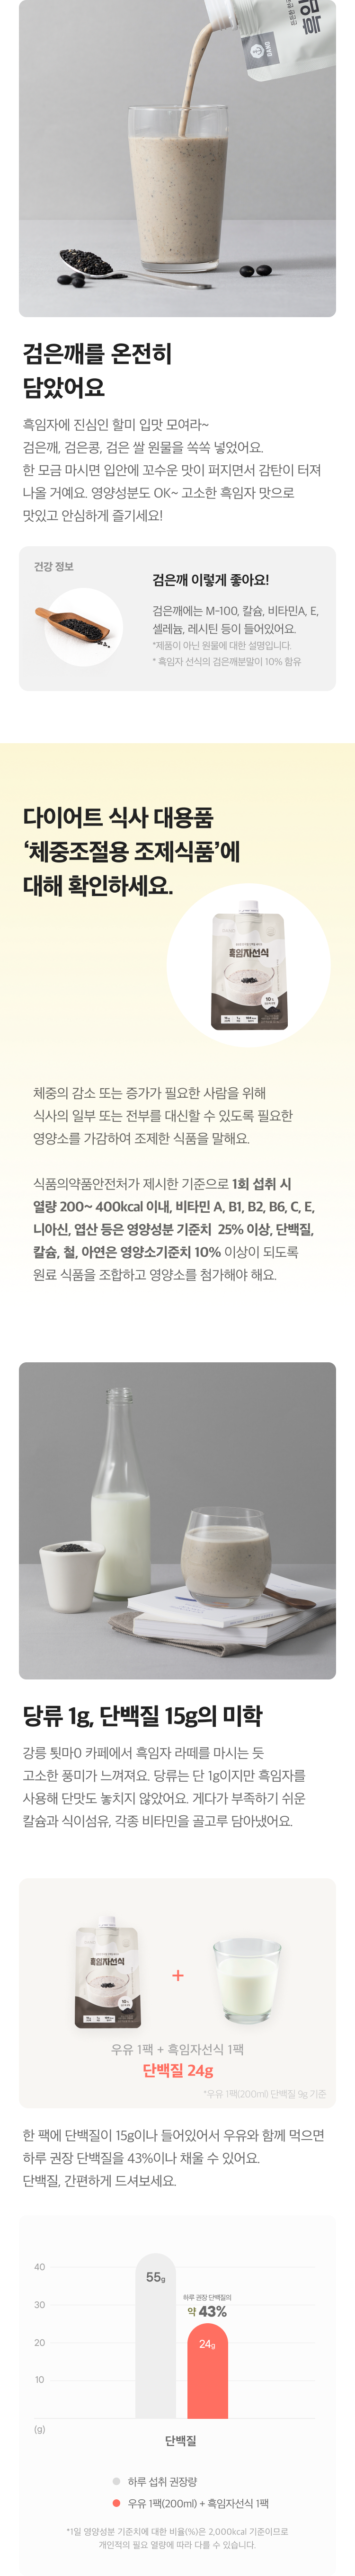 흑임
DANO
검은깨를 온전히
담았어요
흑임자에 진심인 할미 입맛 모여라~
검은깨, 검은콩, 검은 쌀 원물을 쏙쏙 넣었어요.
한 모금 마시면 입안에 꼬수운 맛이 퍼지면서 감탄이 터져
나올 거예요. 영양성분도 OK~ 고소한 흑임자 맛으로
맛있고 안심하게 즐기세요!
건강 정보
검은깨 이렇게 좋아요!
검은깨에는 M-100, 칼슘, 비타민A, E,
셀레늄, 레시틴 등이 들어있어요.
*제품이 아닌 원물에 대한 설명입니다.
* 흑임자 선식의 검은깨분말이 10% 함유
다이어트 식사 대용품
‘체중조절용 조제식품’에
대해 확인하세요.
흑임자선식
체중의 감소 또는 증가가 필요한 사람을 위해
식사의 일부 또는 전부를 대신할 수 있도록 필요한
영양소를 가감하여 조제한 식품을 말해요.
식품의약품안전처가 제시한 기준으로 1회 섭취 시
열량 200~ 400kcal 이내, 비타민 A, B1, B2, B6, C, E,
니아신, 엽산 등은 영양성분 기준치 25% 이상, 단백질,
칼슘, 철, 아연은 영양소기준치 10% 이상이 되도록
원료 식품을 조합하고 영양소를 첨가해야 해요.
당류 1g, 단백질 15g의 미학
강릉 툇마0 카페에서 흑임자 라떼를 마시는 듯
고소한 풍미가 느껴져요. 당류는 단 1g이지만 흑임자를
사용해 단맛도 놓치지 않았어요. 게다가 부족하기 쉬운
칼슘과 식이섬유, 각종 비타민을 골고루 담아냈어요.
흑임자선식
+
우유 1팩 + 흑임자선식 1팩
단백질 24g
*우유 1팩(200ml) 단백질 9g 기준
한 팩에 단백질이 15g이나 들어있어서 우유와 함께 먹으면
하루 권장 단백질을 43%이나 채울 수 있어요.
단백질, 간편하게 드셔보세요.
55g
40
하루 권장 단백질의
30
약 43%
20
24g
10
(g)
단백질
하루 섭취 권장량
우유 1팩(200ml) + 흑임자선식 1팩
*1일 영양성분 기준치에 대한 비율(%)은 2,000kcal 기준이므로
개인적의 필요 열량에 따라 다를 수 있습니다.